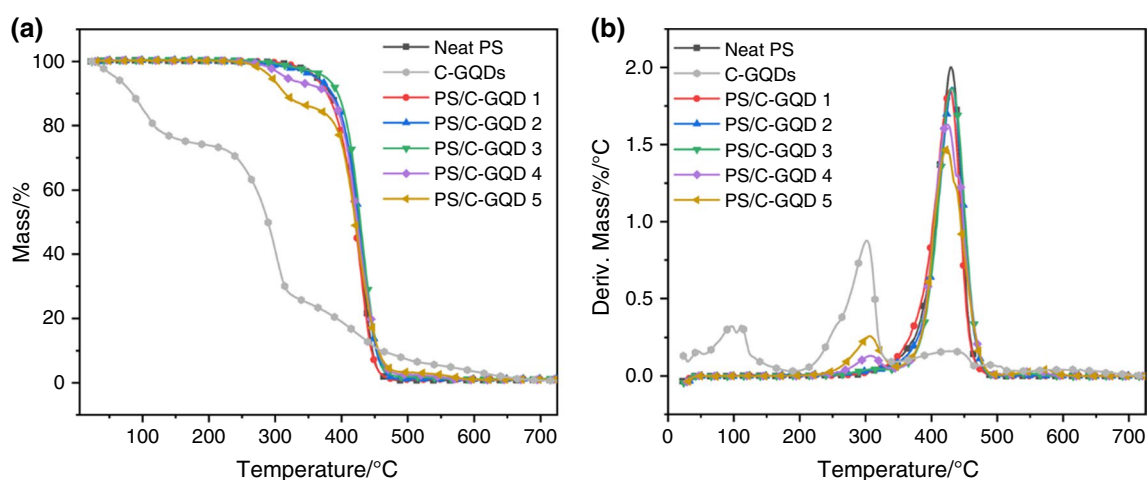 (a)
Neat PS
C-GQDs
PS/C-GQD 1
PS/C-GQD 2
PS/C-GQD 3
PS/C-GQD 4
PS/C-GQD 5
100
80
60
40
20
0
Mass/%
100 200 300 400 500 600 700
Temperature/°C
(b)
Neat PS
C-GQDs
PS/C-GQD 1
PS/C-GQD 2
PS/C-GQD 3
PS/C-GQD 4
PS/C-GQD 5
2.0
1.5
1.0
0.5
0.0
Deriv. Mass/%/°C
0 100 200 300 400 500 600 700
Temperature/°C